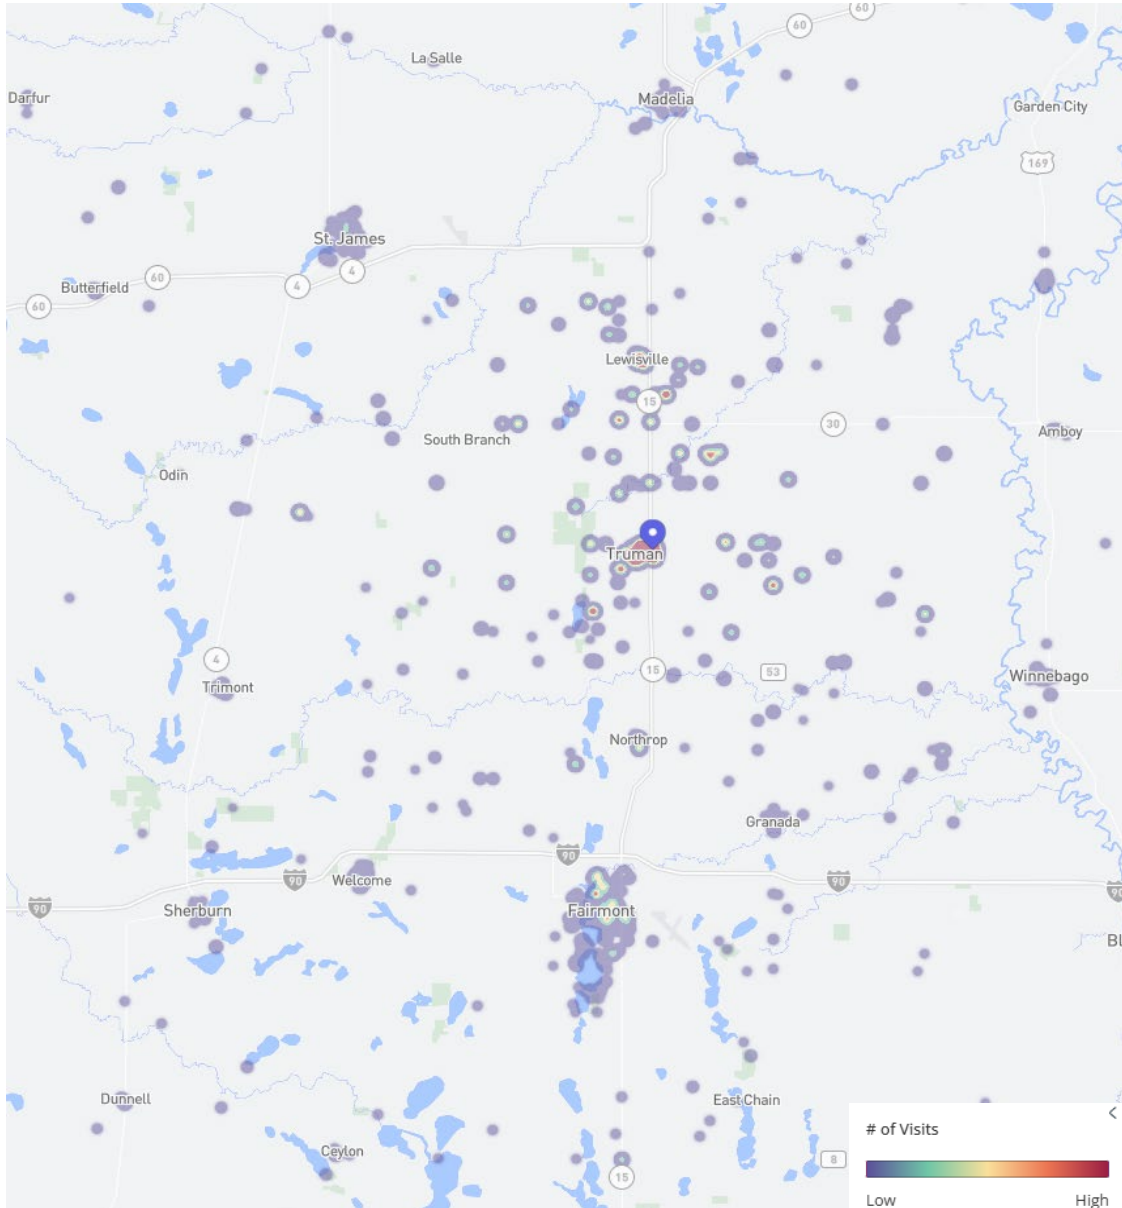 60
60
La Salle
Darfur
Madelia
Garden City
169
St. James
4
60
4
Butterfield
60
Lewisville
15
30
South Branch
Amboy
Odin
Truman
4
15
53
Winnebago
Trimont
Northrop
Granada
90
Welcome
90
90
90
Sherburn
Fairmont
BL
Dunnell
East Chain
Ceylon
8
15
# of Visits
Low High